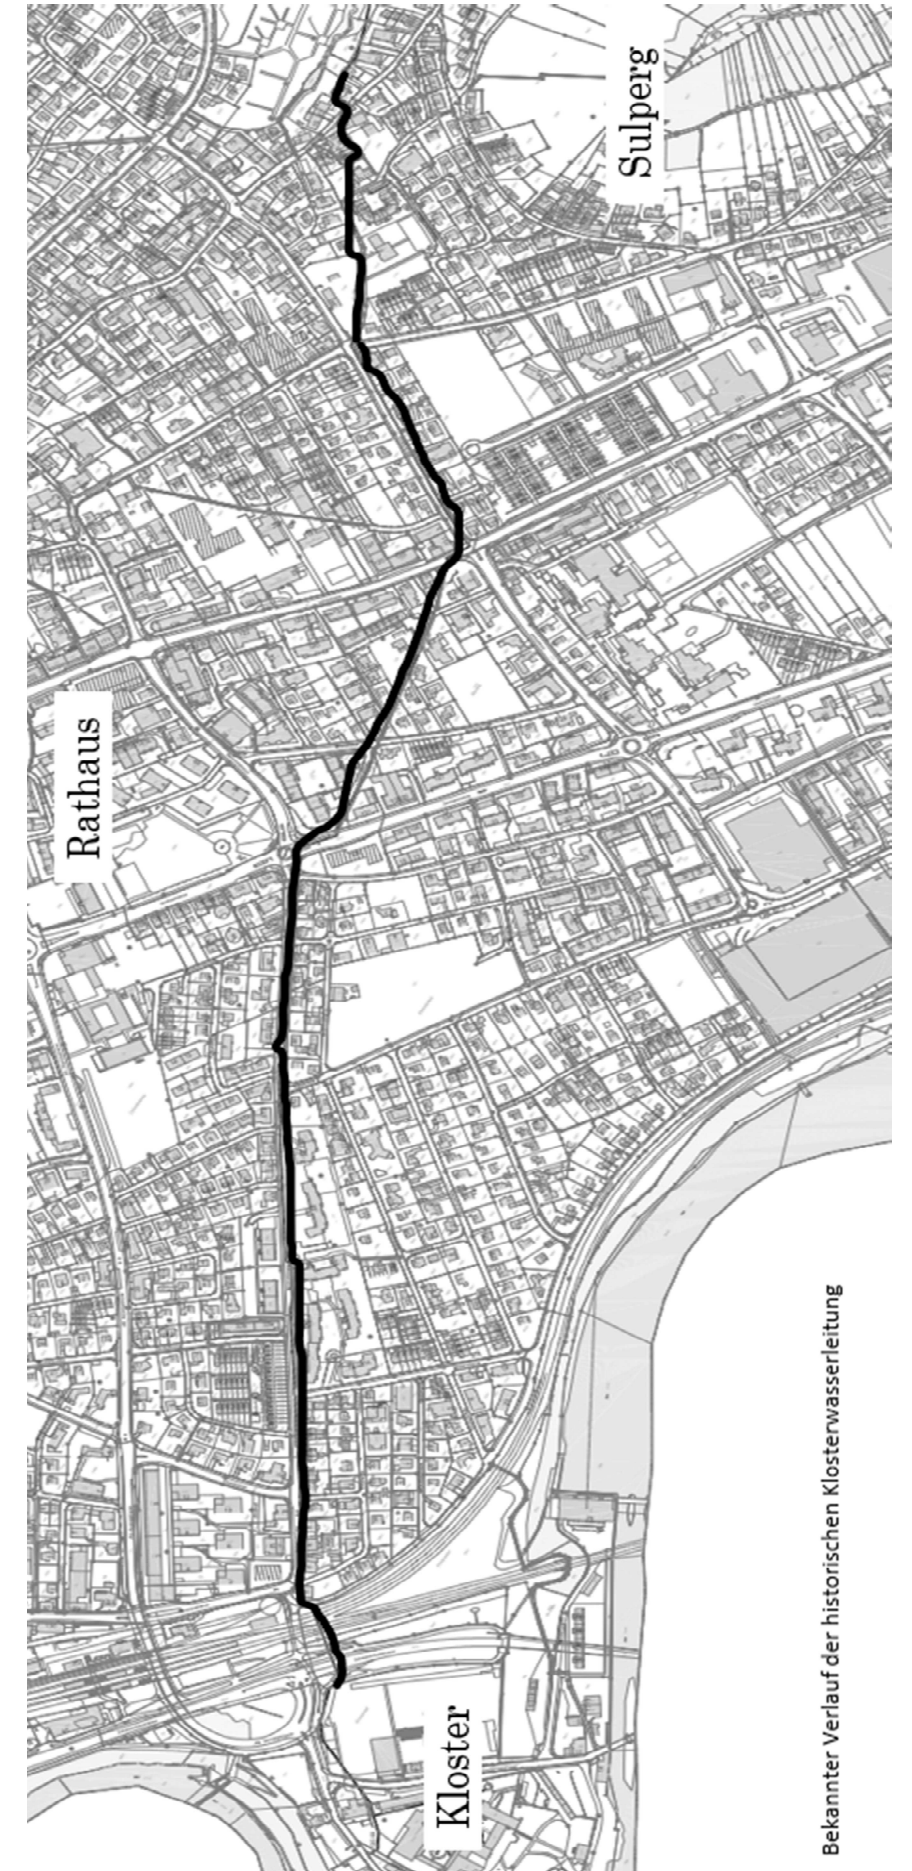 Sulperg
Rathaus
Kloster
Bekannter Verlauf der historischen Klosterwasserleitung